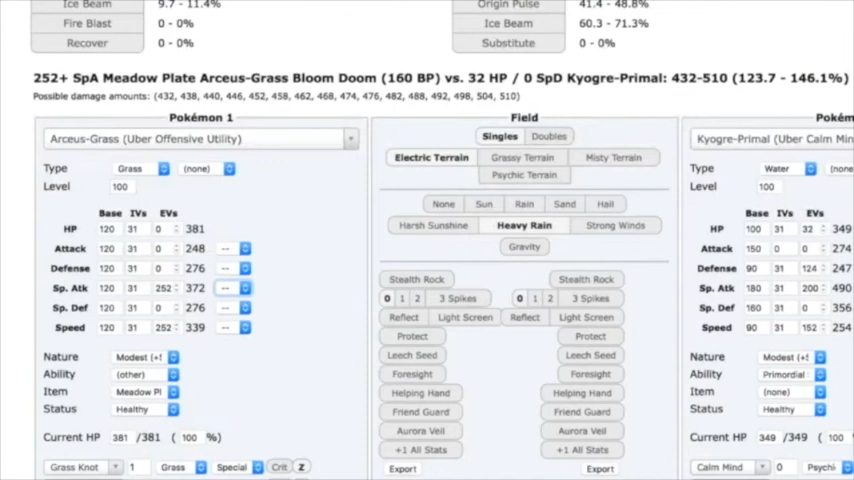 Ice Beam 9.7 - 11.4% Origin Pulse 41.4 - 48.8%
Fire Blast 0 - 0% Ice Beam 60.3 - 71.3%
Recover 0 - 0% Substitute 0 - 0%
252+ SpA Meadow Plate Arceus-Grass Bloom Doom (160 BP) vs. 32 HP / 0 SpD Kyogre-Primal: 432-510 (123.7 - 146.1%)
Possible damage amounts: (432, 438, 440, 446, 452, 458, 462, 468, 474, 476, 482, 488, 492, 498, 504, 510)
Pokémon 1 Field Pokém
Arceus-Grass (Uber Offensive Utility) Singles Doubles Kyogre-Primal (Uber Calm Min
Electric Terrain Grassy Terrain Misty Terrain
Type Grass (none) Psychic Terrain Type Water (none
Level 100 Level 100
None Sun Rain Sand Hail
Base IVs EVs Base IVs EVs
HP 120 31 0 381 Harsh Sunshine Heavy Rain Strong Winds HP 100 31 32 349
Attack 120 31 0 248 -- Gravity Attack 150 0 0 274
Defense 120 31 0 276 -- Defense 90 31 124 247
Stealth Rock Stealth Rock
Sp. Atk 120 31 252 372 -- Sp. Atk 180 31 200 490
0 1 2 3 Spikes 0 1 2 3 Spikes
Sp. Def 120 31 0 276 -- Sp. Def 160 31 0 356
Reflect Light Screen Reflect Light Screen
Speed 120 31 252 339 -- Speed 90 31 152 254
Protect Protect
Nature Modest (+S Leech Seed Leech Seed Nature Modest (+S
Ability (other) Foresight Foresight Ability Primordial
Item Meadow Pl Helping Hand Helping Hand Item (none)
Status Healthy Friend Guard Friend Guard Status Healthy
Aurora Veil Aurora Veil
Current HP 381 /381 ( 100 %) Current HP 349 /349 ( 100
+1 All Stats +1 All Stats
Grass Knot 1 Grass Special Crit Z Export Export Calm Mind 0 Psychi